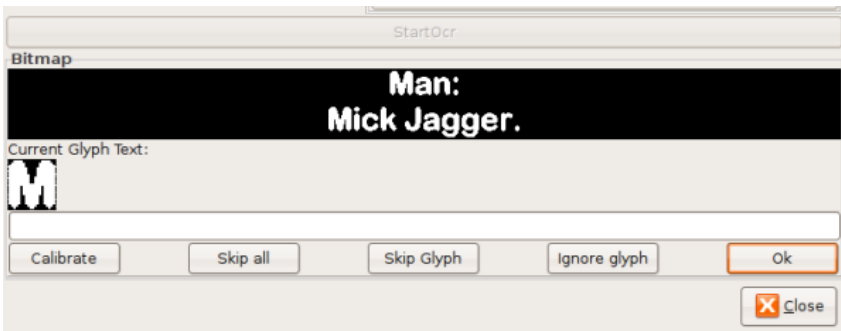 StartOcr
Bitmap
Man:
Mick Jagger.
Current Glyph Text:
M
Calibrate Skip all Skip Glyph Ignore glyph Ok
Close